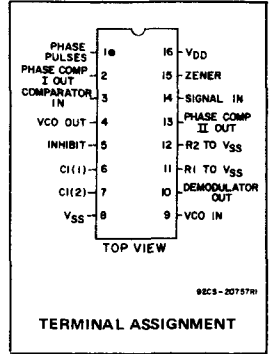 PHASE PULSES 1 16 VDD
PHASE COMP I OUT 2 15 ZENER
COMPARATOR IN 3 14 SIGNAL IN
VCO OUT 4 13 PHASE COMP II OUT
INHIBIT 5 12 R2 TO VSS
C1(1) 6 11 R1 TO VSS
C1(2) 7 10 DEMODULATOR OUT
VSS 8 9 VCO IN
TOP VIEW
92CS-20757R1
TERMINAL ASSIGNMENT